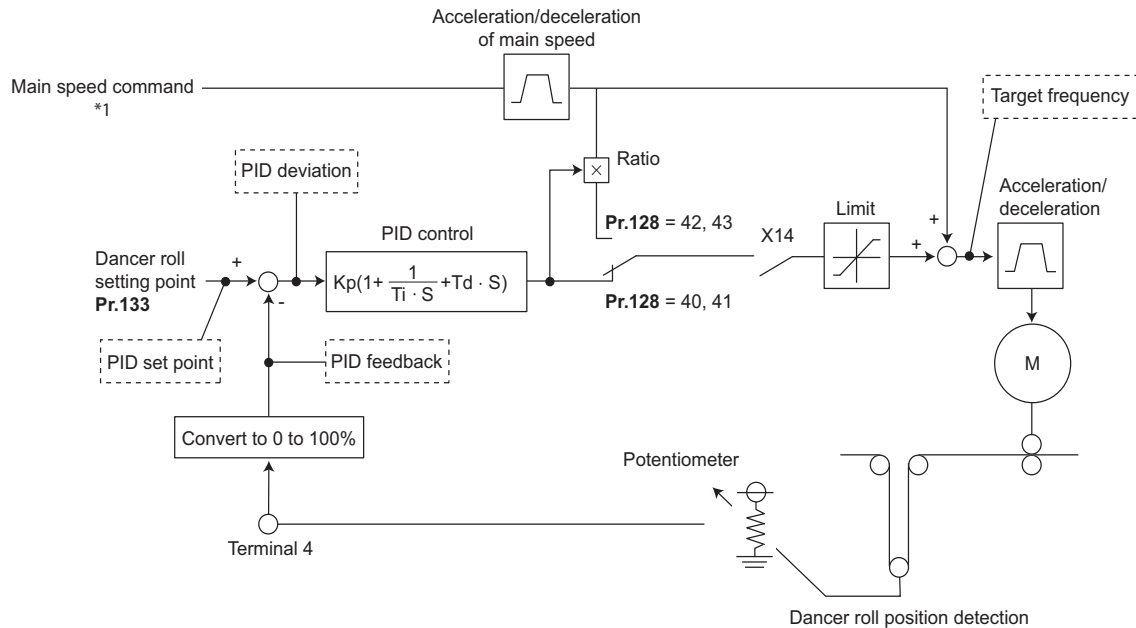 Acceleration/deceleration
of main speed
Main speed command
*1
Target frequency
PID deviation
Ratio
Acceleration/
deceleration
Pr.128 = 42, 43
Limit
PID control
X14
+
+
Dancer roll
setting point
Pr.133
+
-
Kp(1+ 1/(Ti · S) +Td · S)
Pr.128 = 40, 41
PID set point
PID feedback
M
Convert to 0 to 100%
Potentiometer
Terminal 4
Dancer roll position detection
×